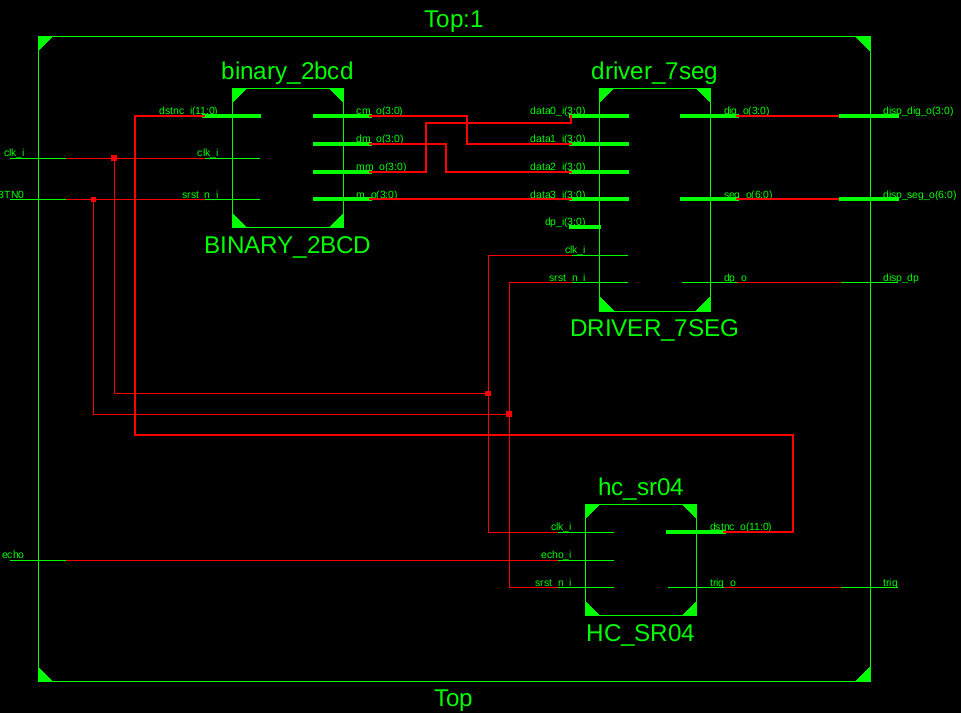 Top:1
binary_2bcd
driver_7seg
dstnc_i(11:0)
cm_o(3:0)
data0_i(3:0)
dig_o(3:0)
disp_dig_o(3:0)
dm_o(3:0)
data1_i(3:0)
clk_i
clk_i
mm_o(3:0)
data2_i(3:0)
BTN0
srst_n_i
m_o(3:0)
data3_i(3:0)
seg_o(6:0)
disp_seg_o(6:0)
dp_i(3:0)
BINARY_2BCD
clk_i
srst_n_i
dp_o
disp_dp
DRIVER_7SEG
hc_sr04
clk_i
dstnc_o(11:0)
echo
echo_i
srst_n_i
trig_o
trig
HC_SR04
Top